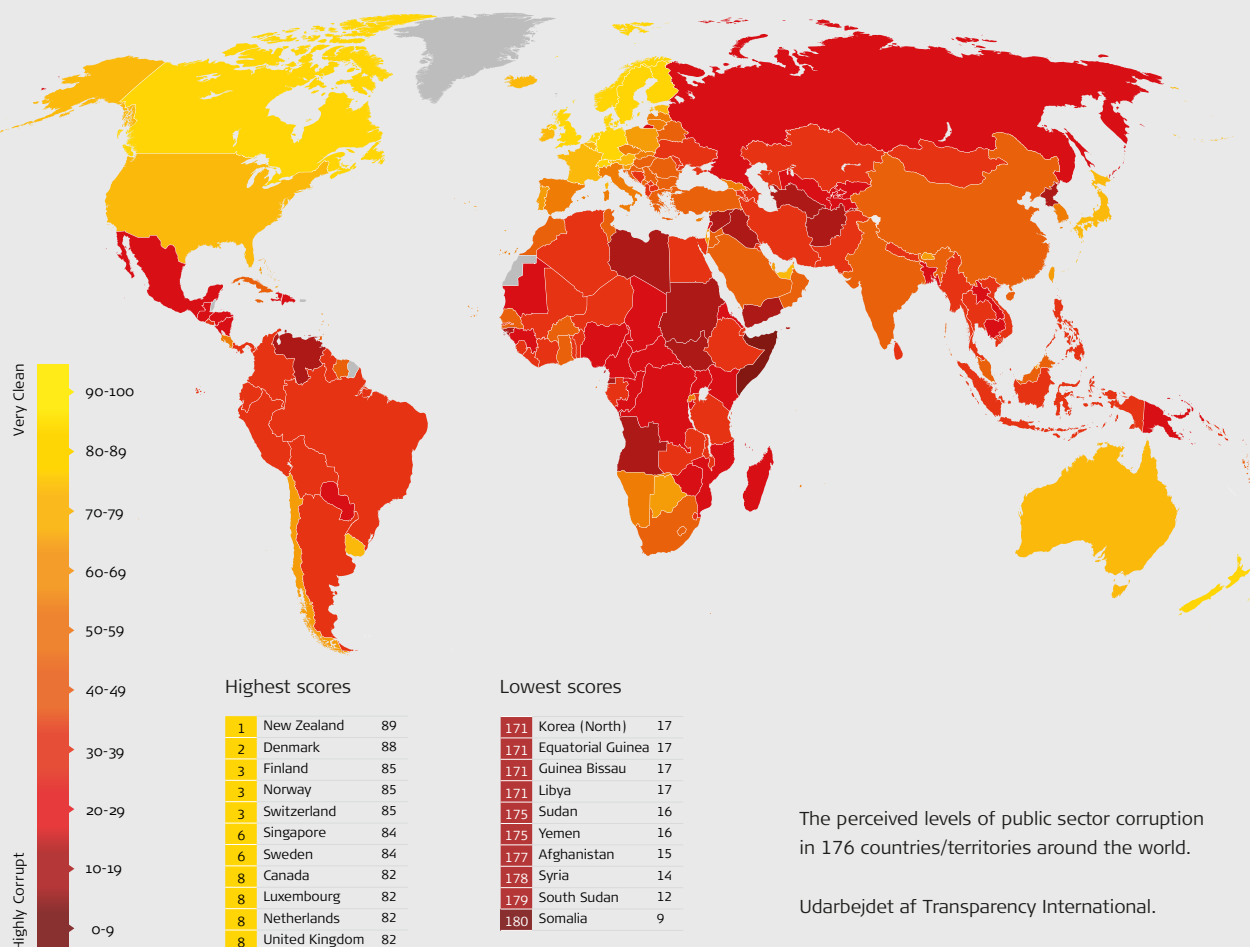 Very Clean
90-100
80-89
70-79
60-69
50-59
40-49
30-39
20-29
10-19
0-9
Highly Corrupt
Highest scores
1 New Zealand 89
2 Denmark 88
3 Finland 85
3 Norway 85
3 Switzerland 85
6 Singapore 84
6 Sweden 84
8 Canada 82
8 Luxembourg 82
8 Netherlands 82
8 United Kingdom 82
Lowest scores
171 Korea (North) 17
171 Equatorial Guinea 17
171 Guinea Bissau 17
171 Libya 17
175 Sudan 16
175 Yemen 16
177 Afghanistan 15
178 Syria 14
179 South Sudan 12
180 Somalia 9
The perceived levels of public sector corruption
in 176 countries/territories around the world.
Udarbejdet af Transparency International.